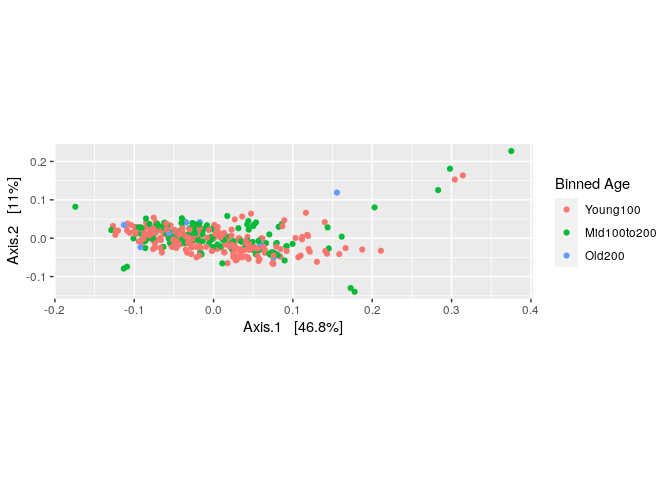 0.2
0.1
0.0
-0.1
Axis.2 [11%]
-0.2 -0.1 0.0 0.1 0.2 0.3 0.4
Axis.1 [46.8%]
Binned Age
Young100
Mid100to200
Old200